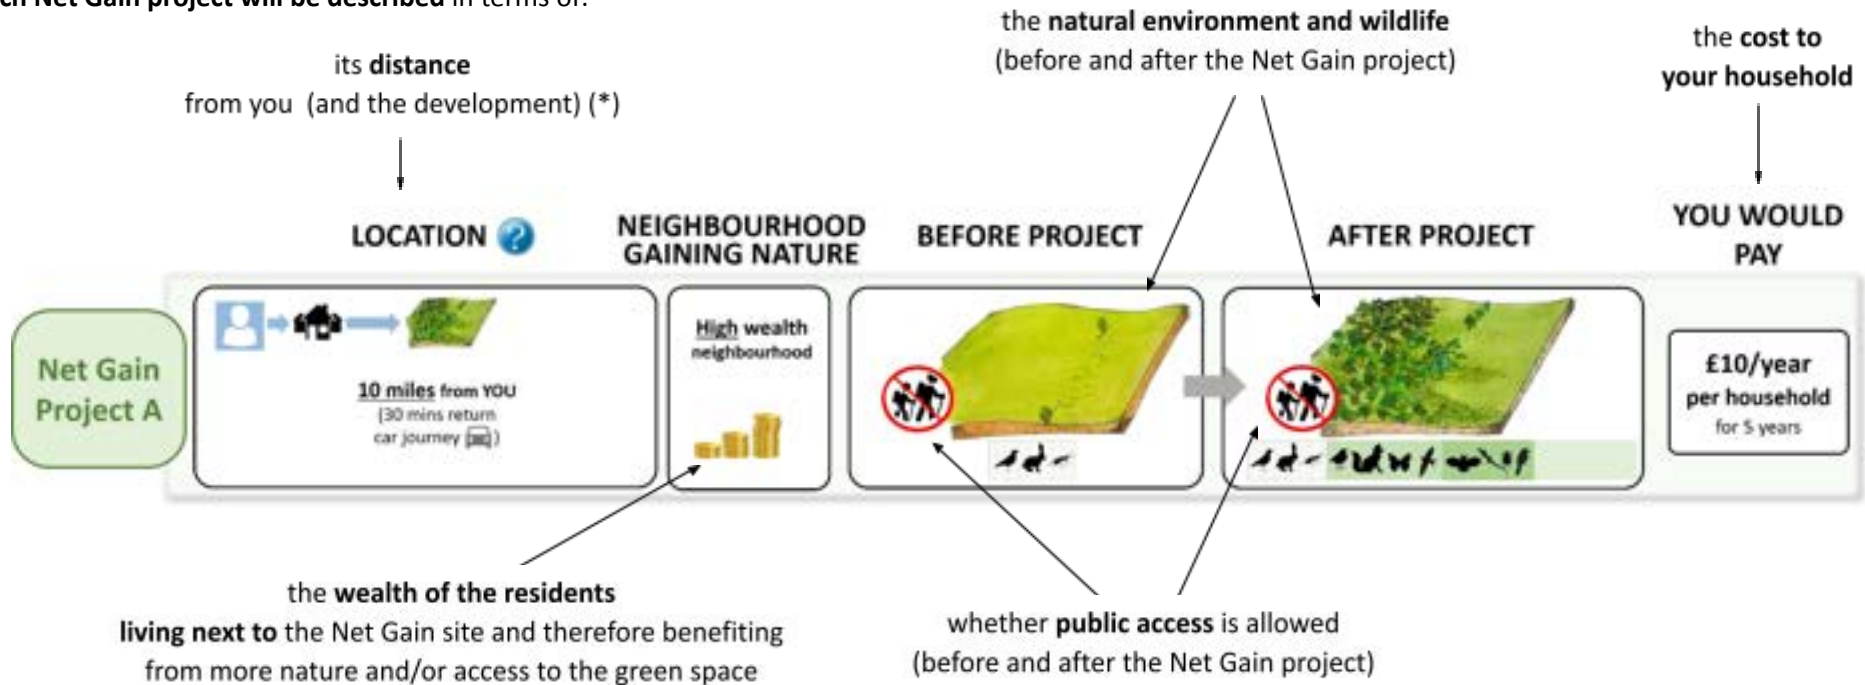 ch Net Gain project will be described in terms of:
its distance
from you (and the development) (*)
the natural environment and wildlife
(before and after the Net Gain project)
the cost to
your household
LOCATION ?
NEIGHBOURHOOD
GAINING NATURE
BEFORE PROJECT
AFTER PROJECT
YOU WOULD
PAY
Net Gain
Project A
10 miles from YOU
(30 mins return
car journey )
High wealth
neighbourhood
£10/year
per household
for 5 years
the wealth of the residents
living next to the Net Gain site and therefore benefiting
from more nature and/or access to the green space
whether public access is allowed
(before and after the Net Gain project)